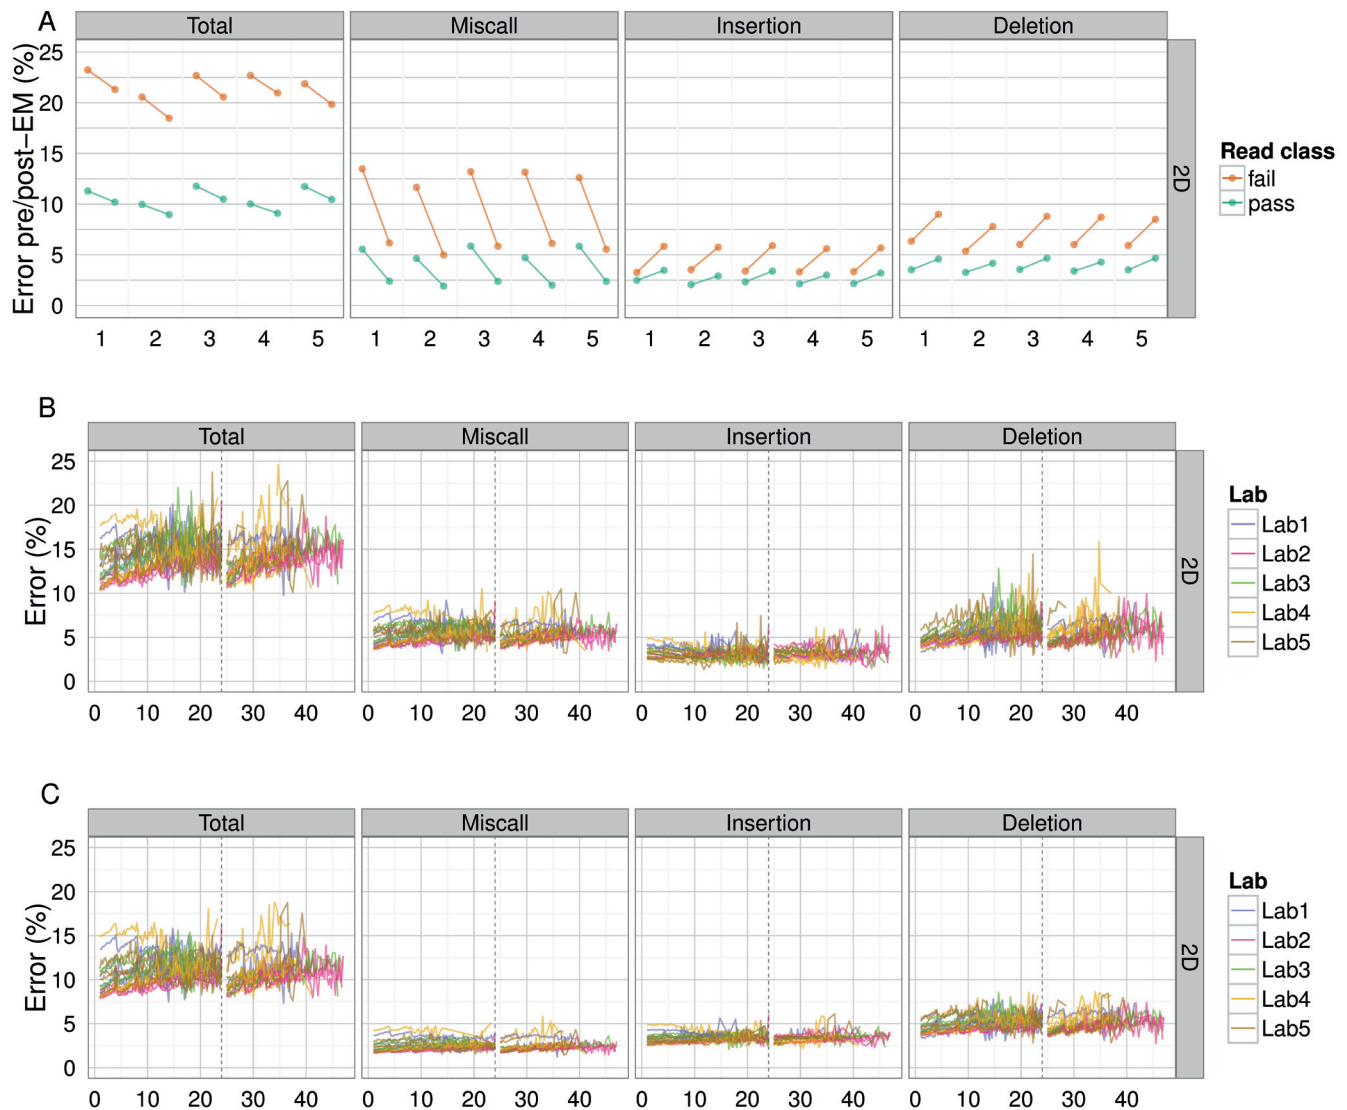 A
Total Miscall Insertion Deletion
Error pre/post−EM (%)
25
20
15
10
5
0
1 2 3 4 5 1 2 3 4 5 1 2 3 4 5 1 2 3 4 5
2D
Read class
fail
pass
B
Total Miscall Insertion Deletion
Error (%)
25
20
15
10
5
0
0 10 20 30 40 0 10 20 30 40 0 10 20 30 40 0 10 20 30 40
2D
Lab
Lab1
Lab2
Lab3
Lab4
Lab5
C
Total Miscall Insertion Deletion
Error (%)
25
20
15
10
5
0
0 10 20 30 40 0 10 20 30 40 0 10 20 30 40 0 10 20 30 40
2D
Lab
Lab1
Lab2
Lab3
Lab4
Lab5